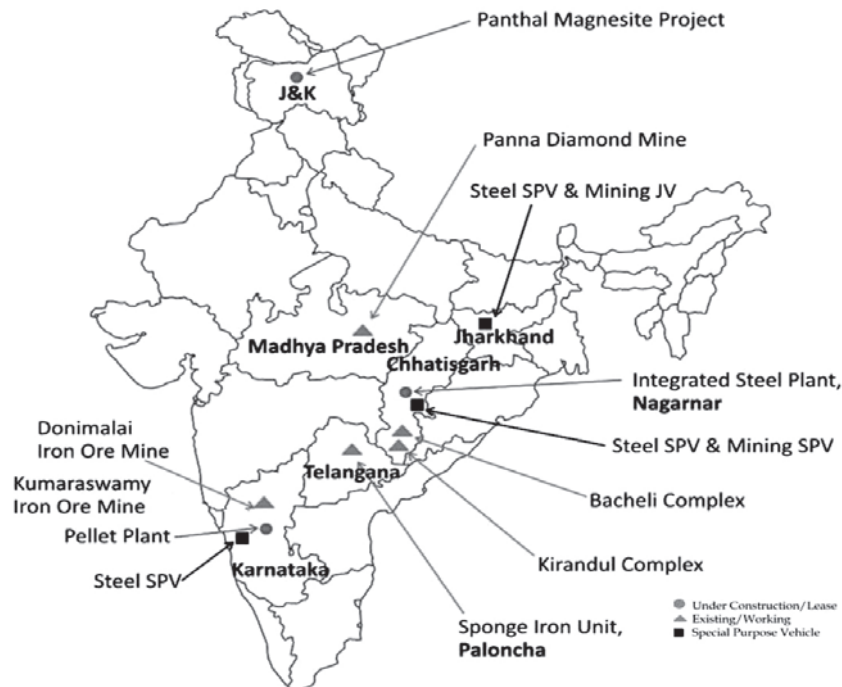 Panthal Magnesite Project
J&K
Panna Diamond Mine
Steel SPV & Mining JV
Madhya Pradesh
Jharkhand
Chhatisgarh
Integrated Steel Plant,
Nagarnar
Donimalai
Iron Ore Mine
Steel SPV & Mining SPV
Telangana
Kumaraswamy
Iron Ore Mine
Bacheli Complex
Pellet Plant
Kirandul Complex
Steel SPV
Karnataka
Sponge Iron Unit,
Paloncha
Under Construction/Lease
Existing/Working
Special Purpose Vehicle